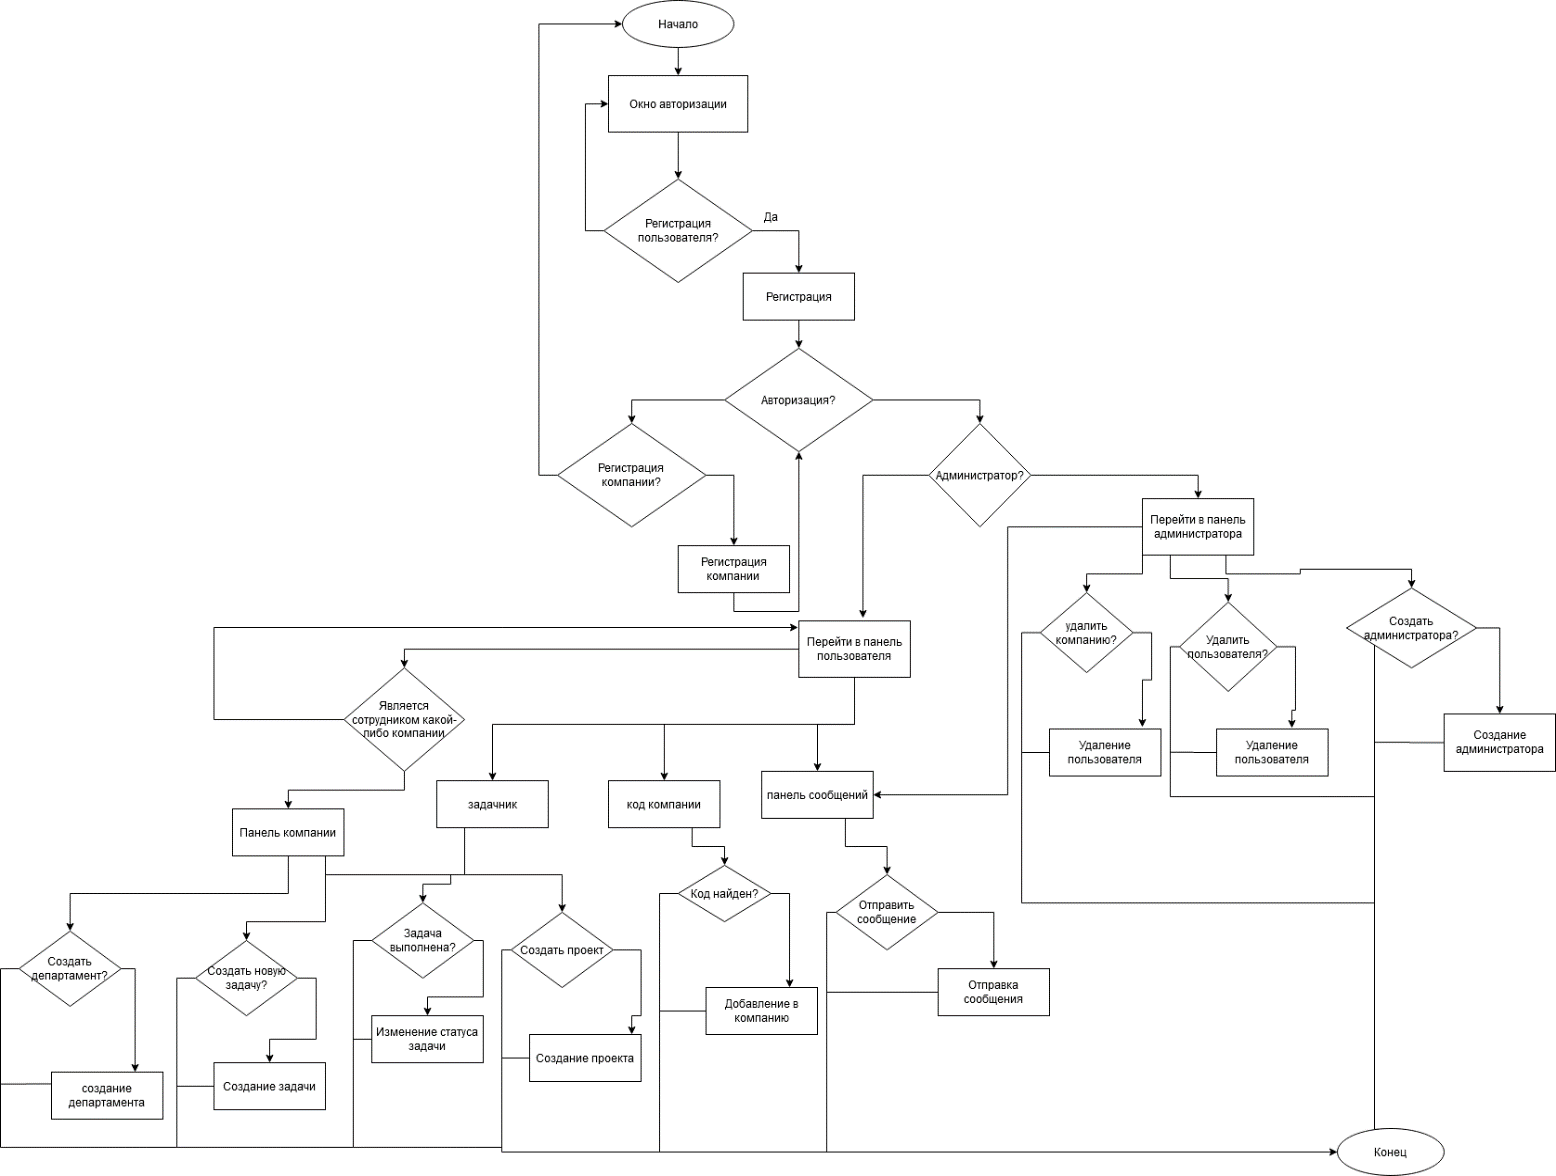 Начало
Окно авторизации
Да
Регистрация
пользователя?
Регистрация
Авторизация?
Регистрация
компании?
Администратор?
Перейти в панель
администратора
Регистрация
компании
удалить
компанию?
Удалить
пользователя?
Создать
администратора?
Перейти в панель
пользователя
Является
сотрудником какой-
либо компании
Удаление
пользователя
Удаление
пользователя
Создание
администратора
панель сообщений
задачник
код компании
Панель компании
Код найден?
Отправить
сообщение
Задача
выполнена?
Создать проект
Создать
департамент?
Создать новую
задачу?
Отправка
сообщения
Добавление в
компанию
Изменение статуса
задачи
Создание проекта
Создание задачи
создание
департамента
Конец